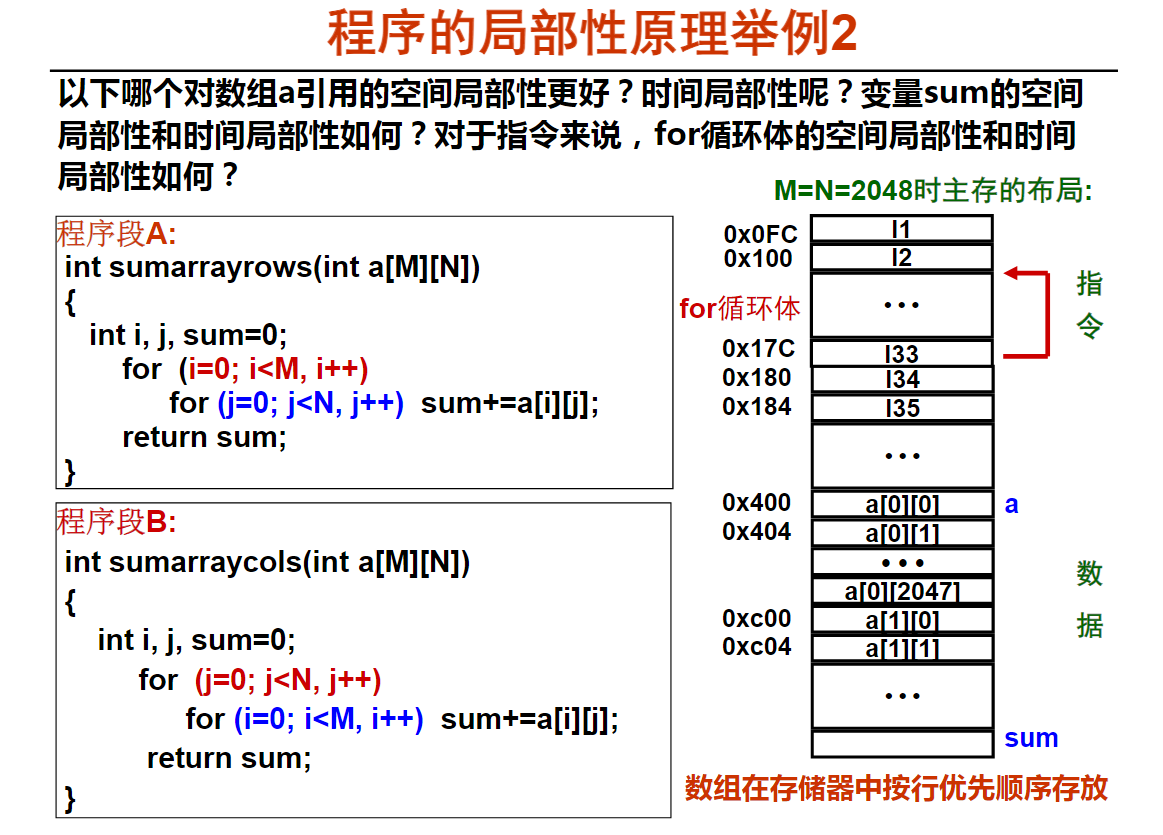 程序的局部性原理举例2
以下哪个对数组a引用的空间局部性更好？时间局部性呢？变量sum的空间
局部性和时间局部性如何？对于指令来说，for循环体的空间局部性和时间
局部性如何？
M=N=2048时主存的布局:
程序段A:
int sumarrayrows(int a[M][N])
{
int i, j, sum=0;
for (i=0; i<M, i++)
for (j=0; j<N, j++) sum+=a[i][j];
return sum;
}
程序段B:
int sumarraycols(int a[M][N])
{
int i, j, sum=0;
for (j=0; j<N, j++)
for (i=0; i<M, i++) sum+=a[i][j];
return sum;
}
0x0FC I1
0x100 I2
for循环体 •••
0x17C I33
0x180 I34
0x184 I35
•••
指
令
0x400 a[0][0] a
0x404 a[0][1]
•••
a[0][2047]
0xc00 a[1][0]
0xc04 a[1][1]
•••
数
据
sum
数组在存储器中按行优先顺序存放